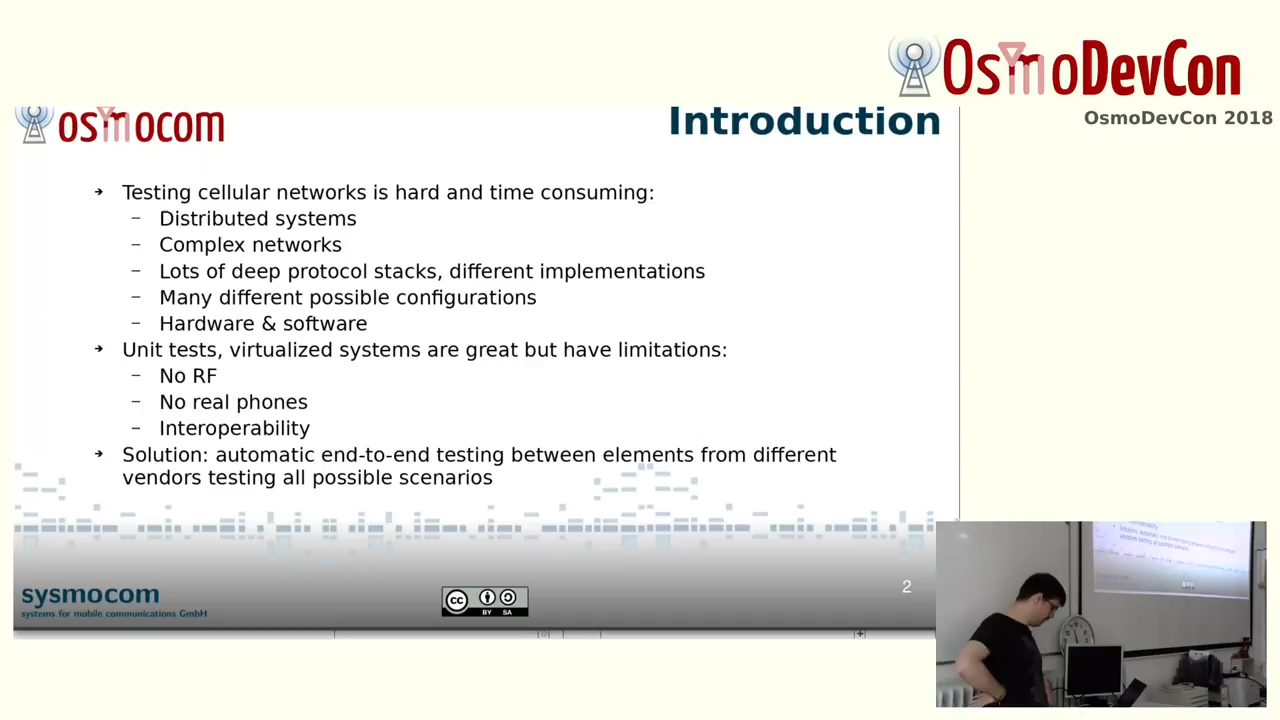 OsmoDevCon
OsmoDevCon 2018
osmocom
Introduction
➔ Testing cellular networks is hard and time consuming:
– Distributed systems
– Complex networks
– Lots of deep protocol stacks, different implementations
– Many different possible configurations
– Hardware & software
➔ Unit tests, virtualized systems are great but have limitations:
– No RF
– No real phones
– Interoperability
➔ Solution: automatic end-to-end testing between elements from different
vendors testing all possible scenarios
sysmocom
systems for mobile communications GmbH
cc
BY SA
2